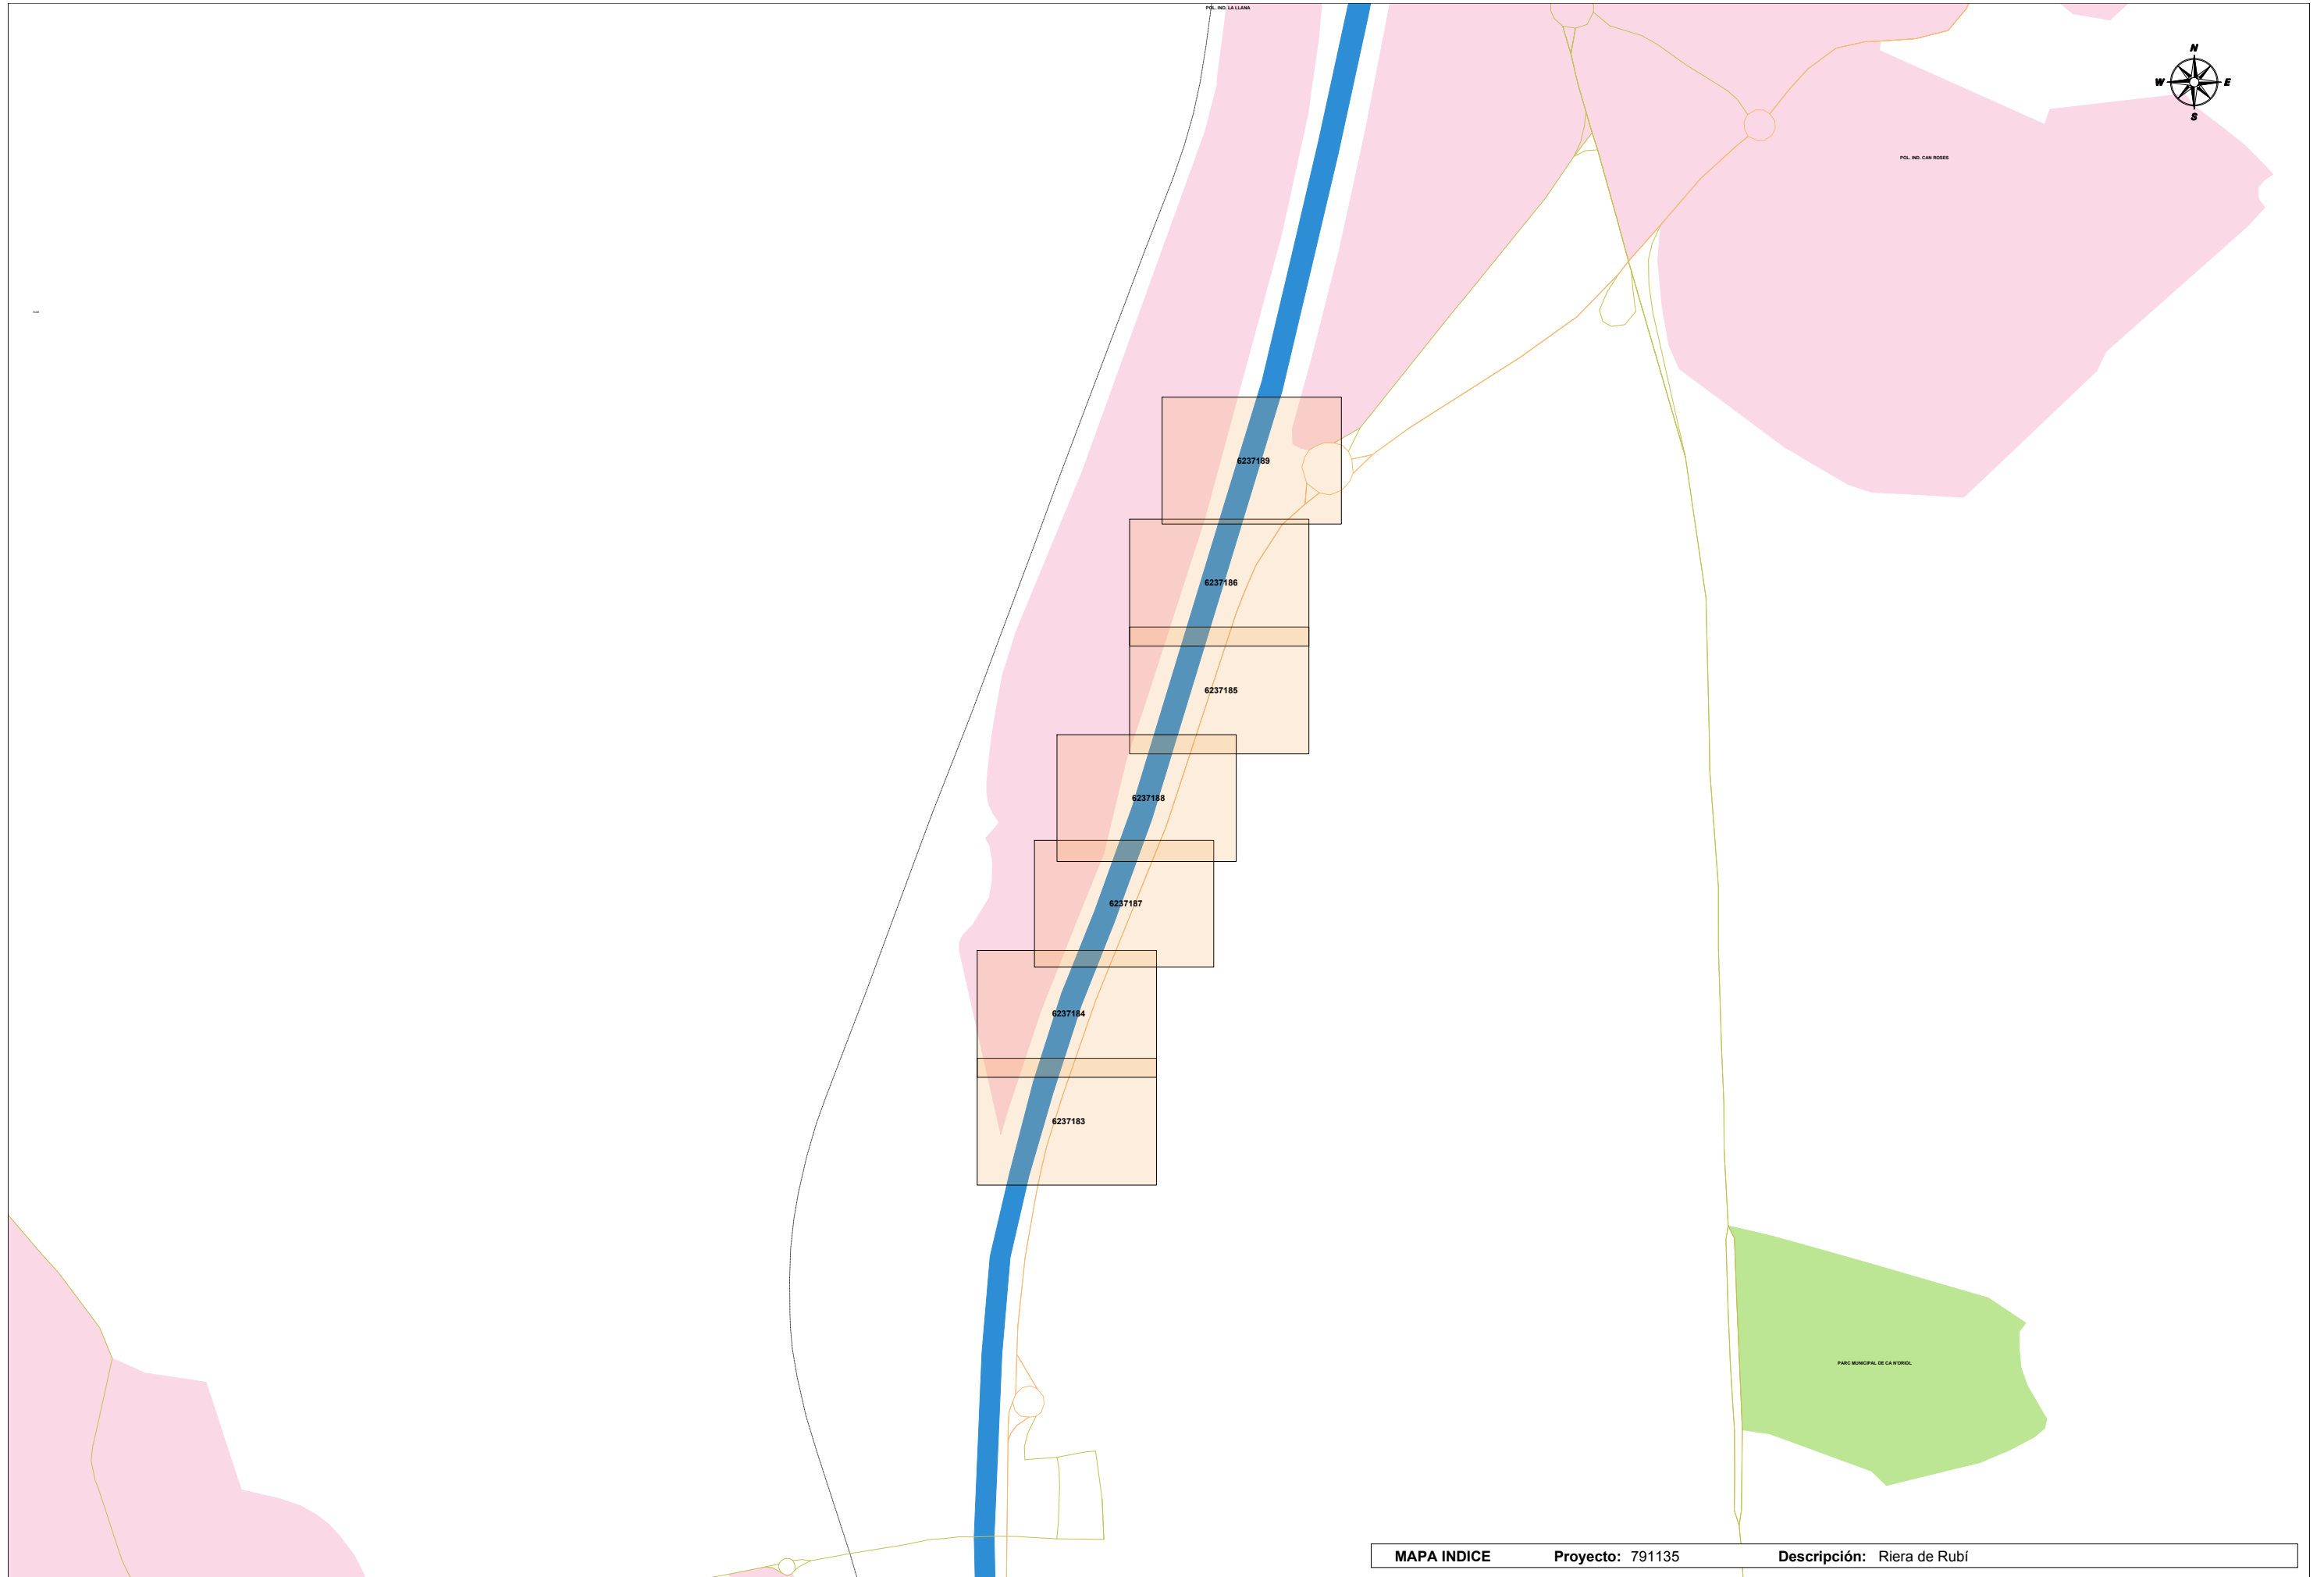 POL. IND. LA LLANA
N
W E
S
POL. IND. CAN ROSES
6237189
6237186
6237185
6237188
6237187
6237184
6237183
PARC MUNICIPAL DE CA N'ORIOL
MAPA INDICE Proyecto: 791135 Descripción: Riera de Rubí